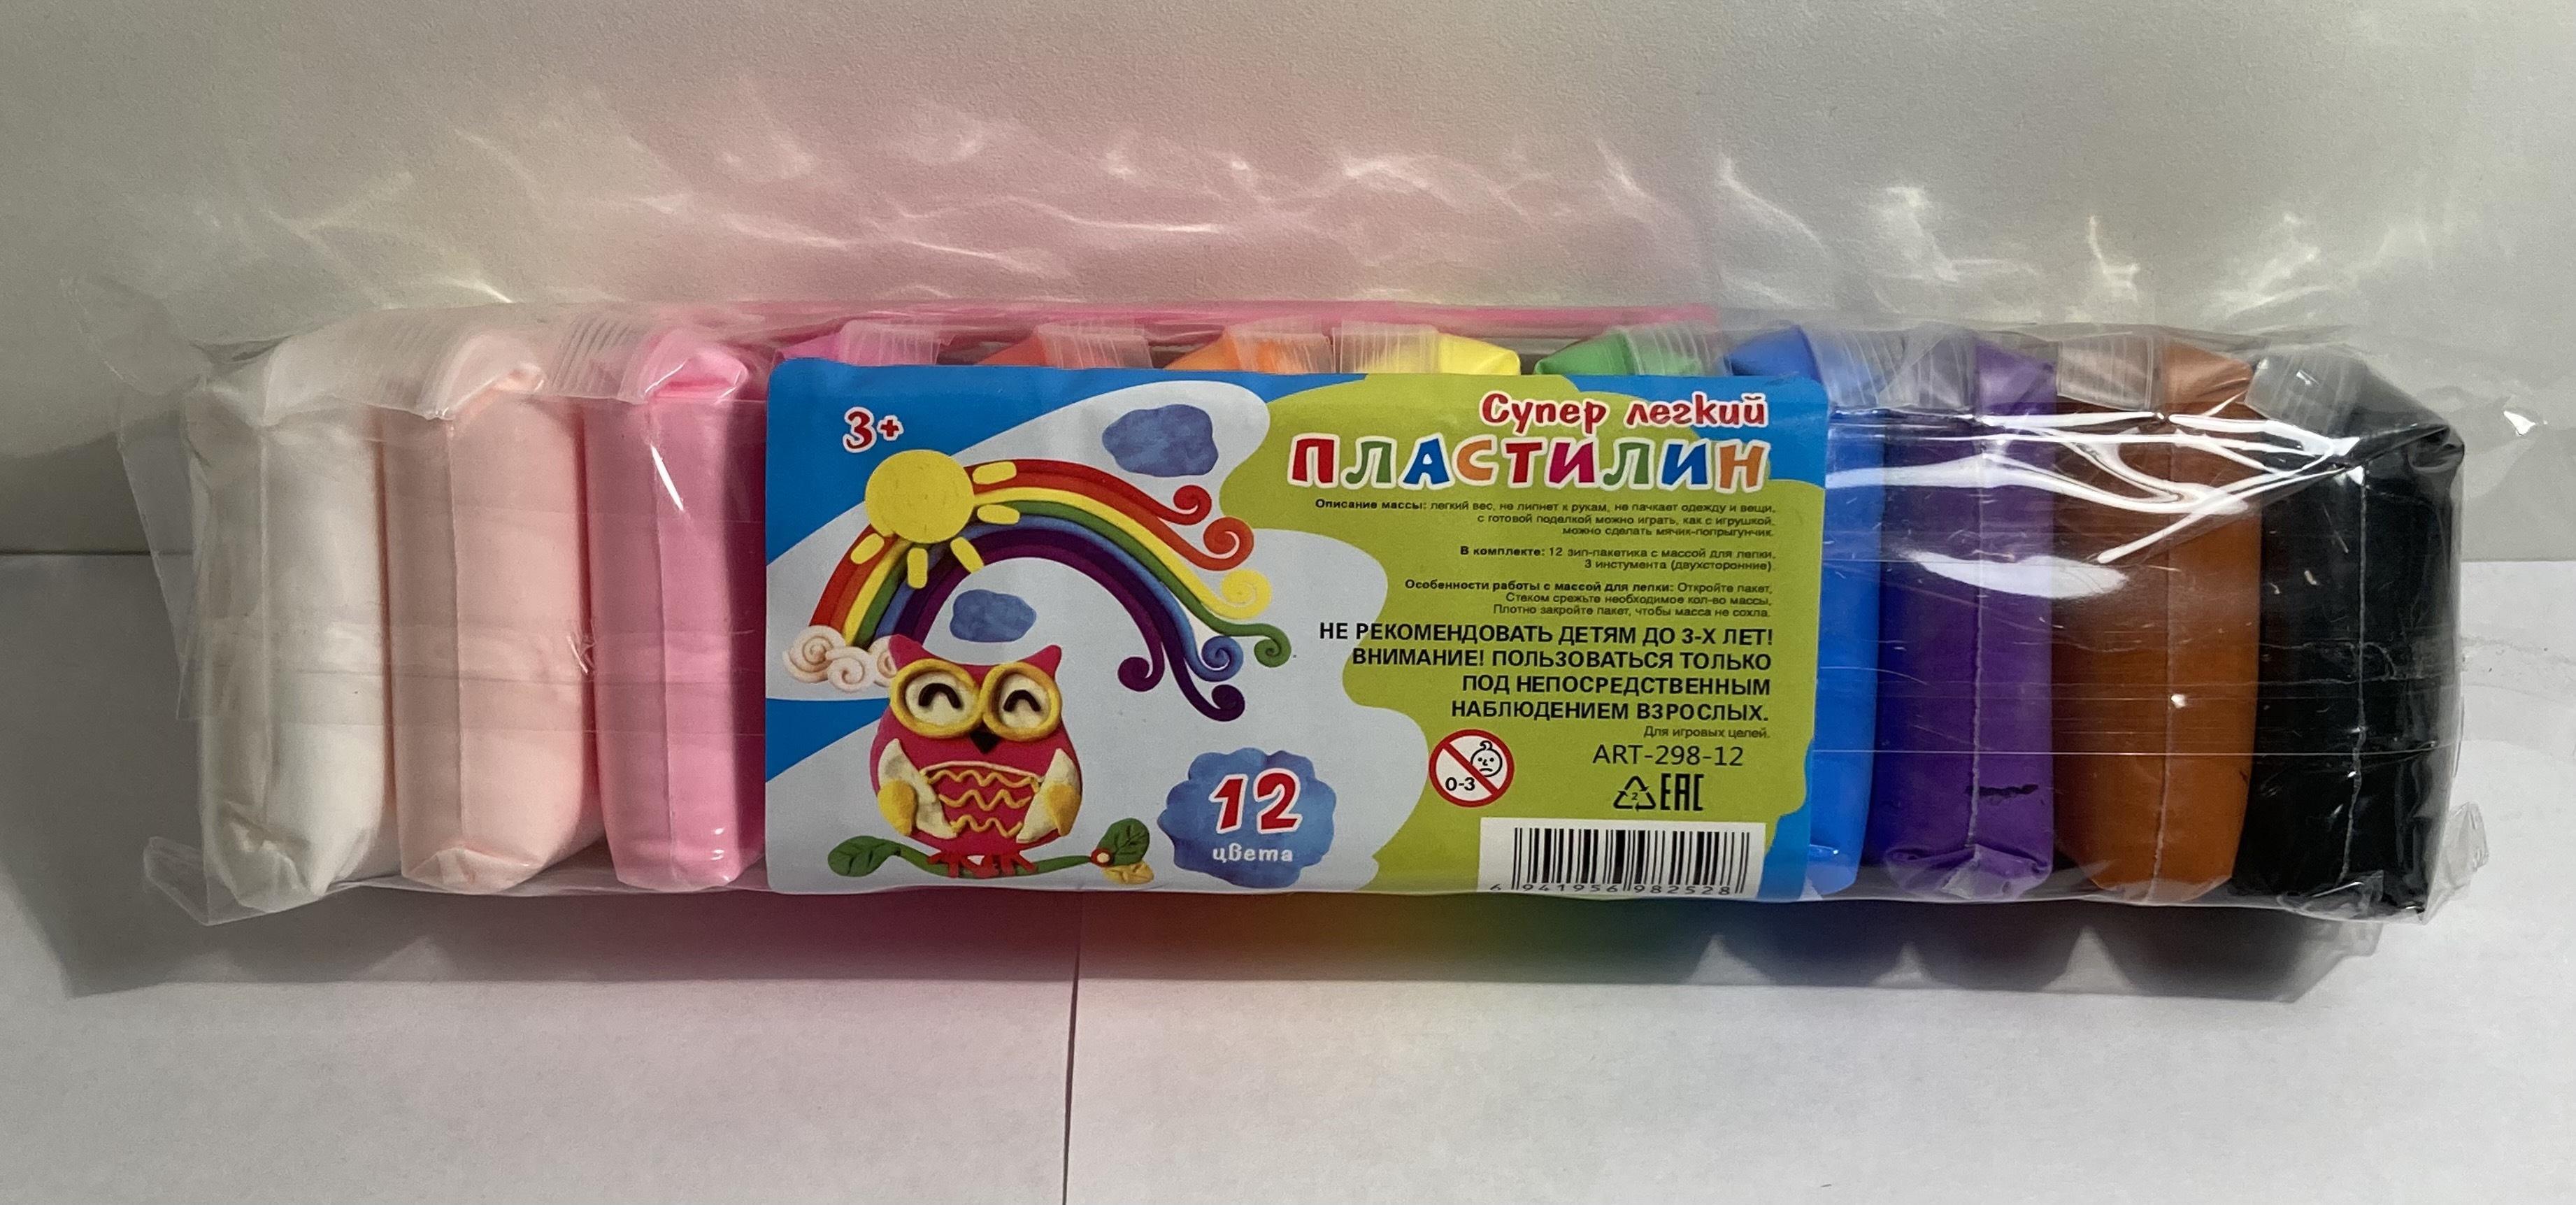 3+
Супер легкий
ПЛАСТИЛИН
Описание массы: легкий вес, не липнет к рукам, не пачкает одежду и вещи,
с готовой поделкой можно играть, как с игрушкой,
можно сделать мячик-попрыгунчик.
В комплекте: 12 зип-пакетика с массой для лепки,
3 инстумента (двухсторонние).
Особенности работы с массой для лепки: Откройте пакет,
Стеком срежьте необходимое кол-во массы,
Плотно закройте пакет, чтобы масса не сохла.
НЕ РЕКОМЕНДОВАТЬ ДЕТЯМ ДО 3-Х ЛЕТ!
ВНИМАНИЕ! ПОЛЬЗОВАТЬСЯ ТОЛЬКО
ПОД НЕПОСРЕДСТВЕННЫМ
НАБЛЮДЕНИЕМ ВЗРОСЛЫХ.
Для игровых целей.
ART-298-12
0-3
2 EAC
12
цвета
6 941956 982528